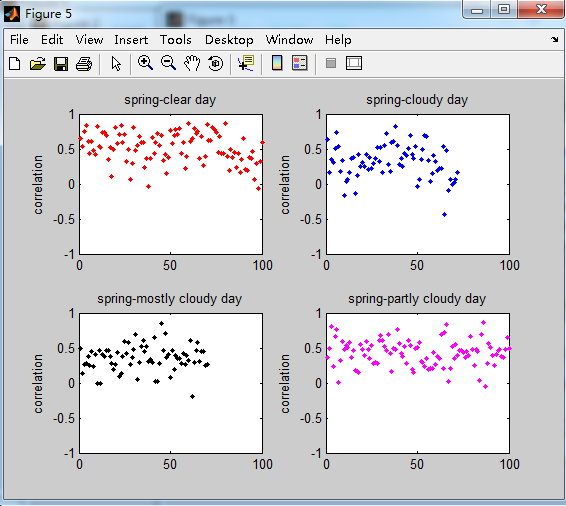 Figure 5
File Edit View Insert Tools Desktop Window Help
spring-clear day
spring-cloudy day
1
0.5
0
-0.5
-1
correlation
0 50 100
1
0.5
0
-0.5
-1
correlation
0 50 100
spring-mostly cloudy day
spring-partly cloudy day
1
0.5
0
-0.5
-1
correlation
0 50 100
1
0.5
0
-0.5
-1
correlation
0 50 100